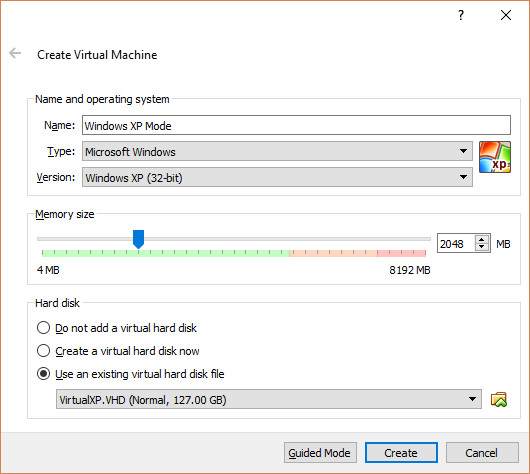 ?
Create Virtual Machine
Name and operating system
Name: Windows XP Mode
Type: Microsoft Windows
xp
Version: Windows XP (32-bit)
Memory size
2048 MB
4 MB 8192 MB
Hard disk
Do not add a virtual hard disk
Create a virtual hard disk now
Use an existing virtual hard disk file
VirtualXP.VHD (Normal, 127.00 GB)
Guided Mode Create Cancel